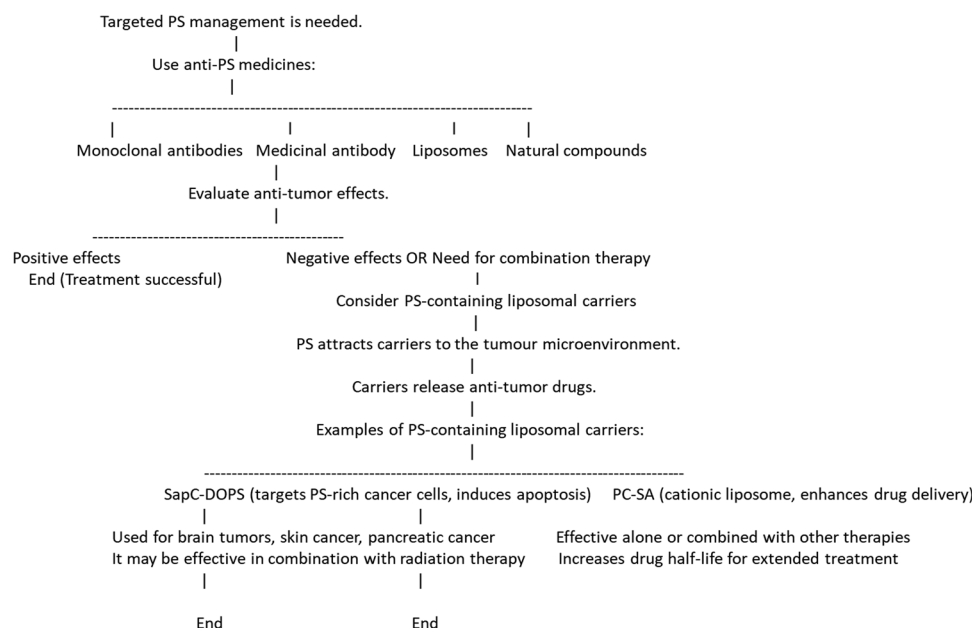 Targeted PS management is needed.
Use anti-PS medicines:
Monoclonal antibodies Medicinal antibody Liposomes Natural compounds
Evaluate anti-tumor effects.
Positive effects Negative effects OR Need for combination therapy
End (Treatment successful)
Consider PS-containing liposomal carriers
PS attracts carriers to the tumour microenvironment.
Carriers release anti-tumor drugs.
Examples of PS-containing liposomal carriers:
SapC-DOPS (targets PS-rich cancer cells, induces apoptosis) PC-SA (cationic liposome, enhances drug delivery)
Used for brain tumors, skin cancer, pancreatic cancer Effective alone or combined with other therapies
It may be effective in combination with radiation therapy Increases drug half-life for extended treatment
End End